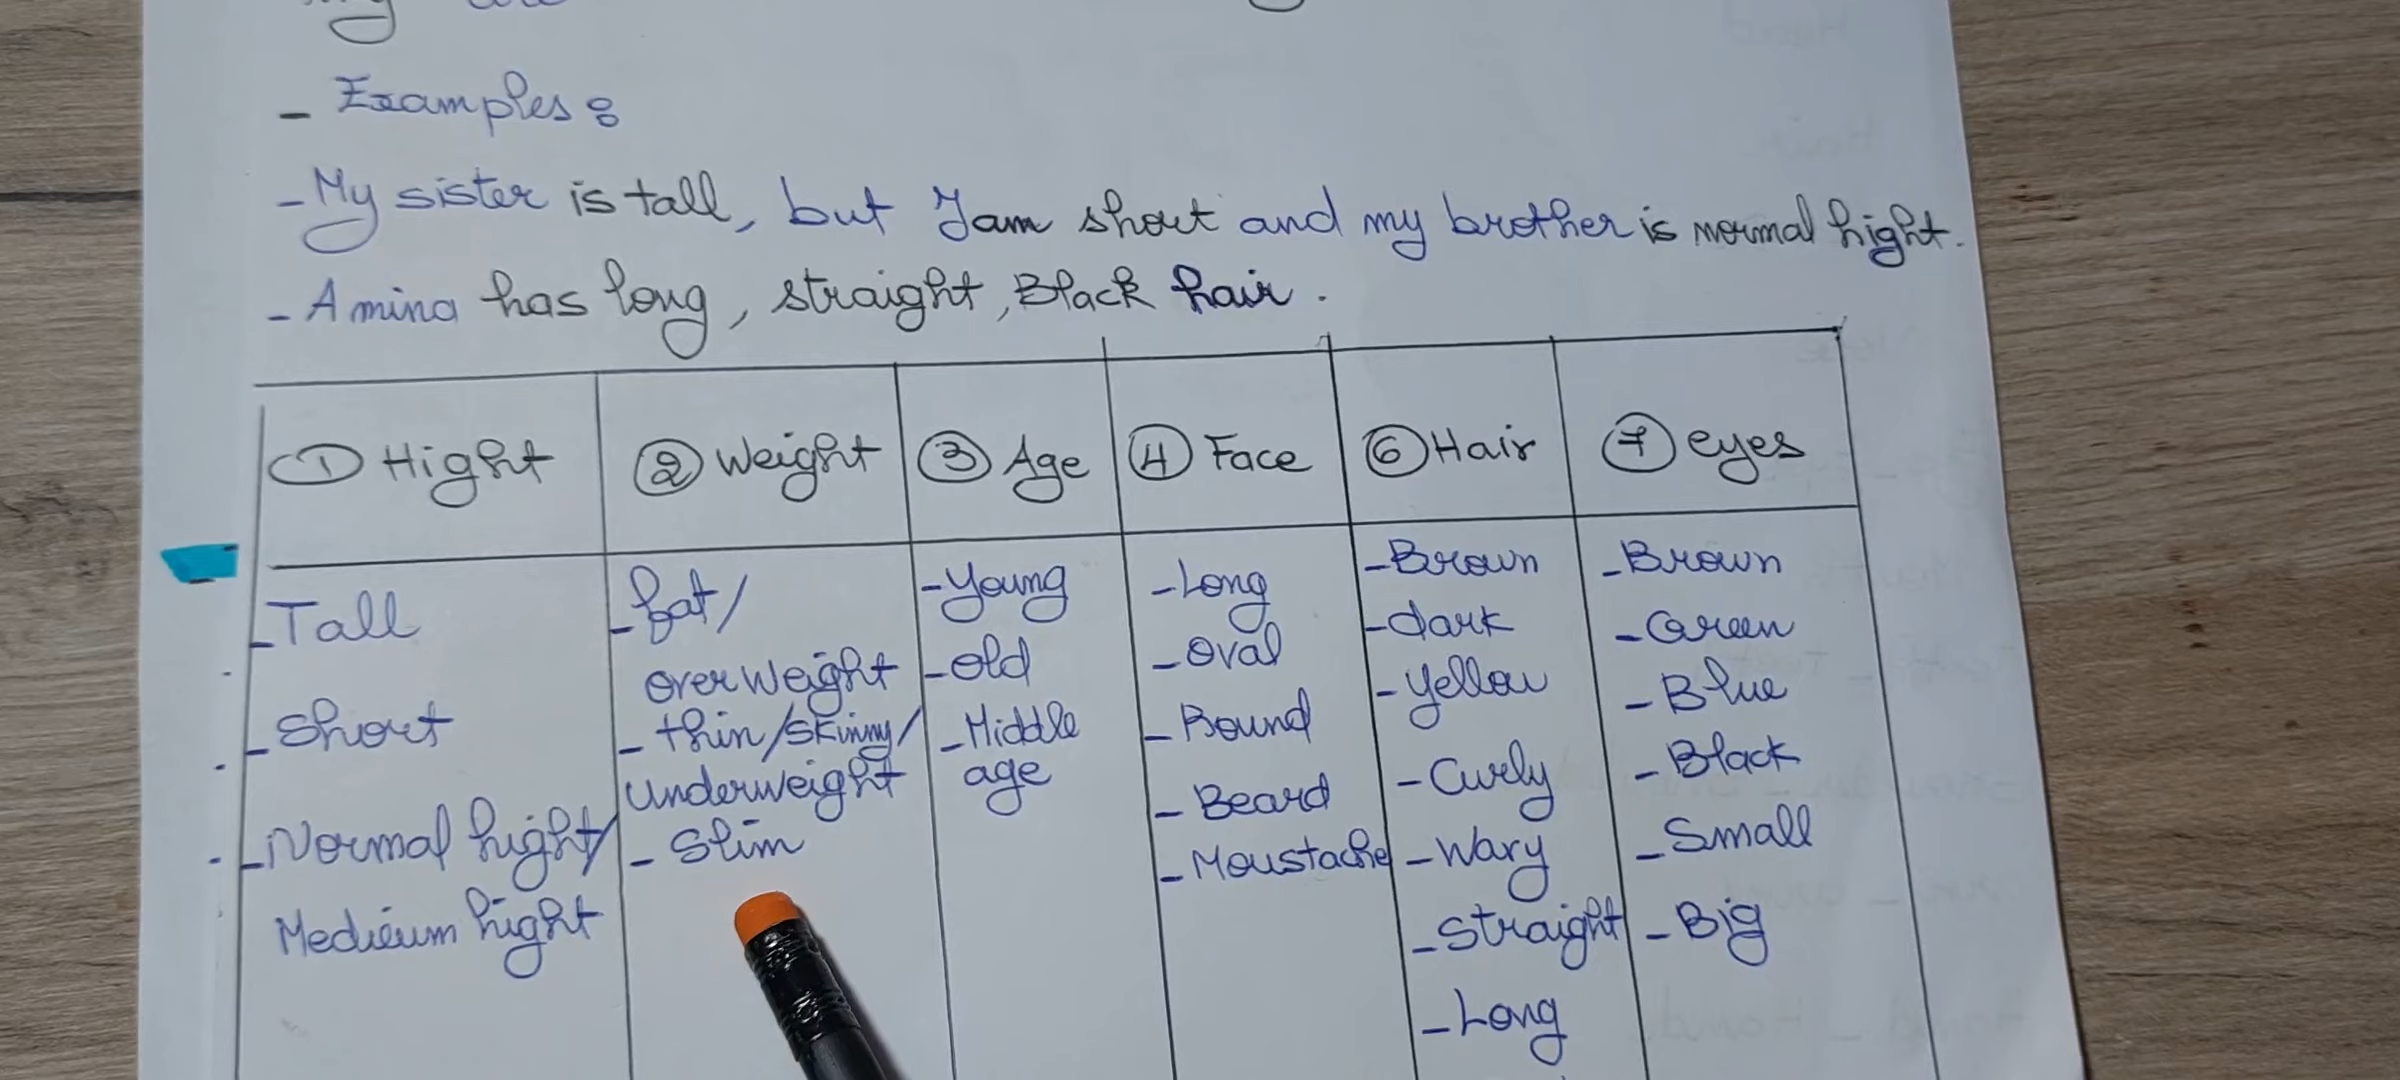 - Examples :
- My sister is tall, but I am short and my brother is normal hight.
- Amina has long, straight, Black hair.
① Hight ② Weight ③ Age ④ Face ⑥ Hair ⑦ eyes
- Tall
- Short
- Normal hight /
Medium hight
- fat /
overweight
- thin / skinny /
underweight
- Slim
- Young
- Old
- Middle
age
- Long
- Oval
- Round
- Beard
- Moustache
- Brown
- dark
- Yellow
- Curly
- Wavy
- Straight
- Long
- Brown
- Green
- Blue
- Black
- Small
- Big